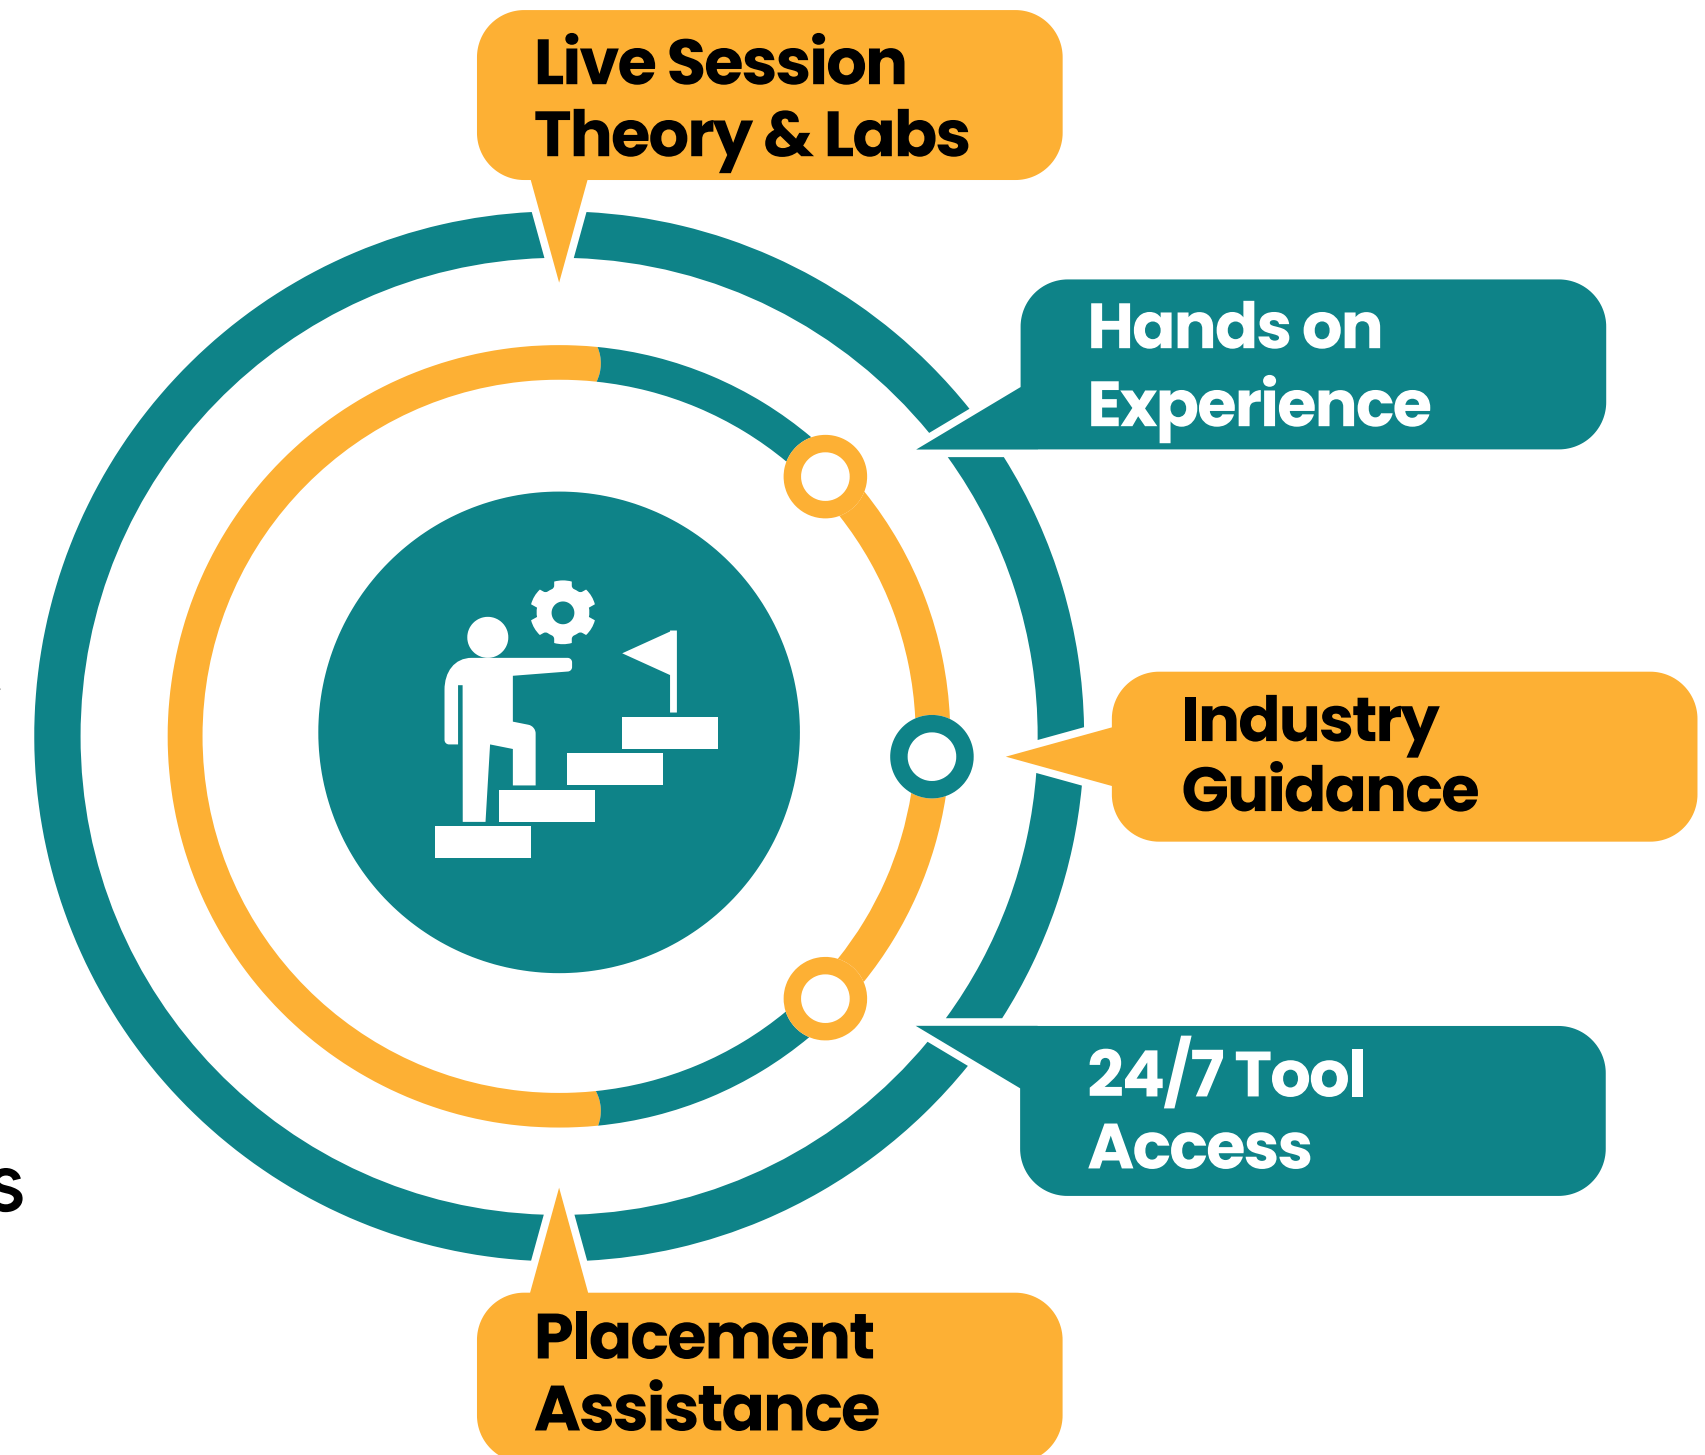 Live Session
Theory & Labs
Hands on
Experience
Industry
Guidance
24/7 Tool
Access
s
Placement
Assistance